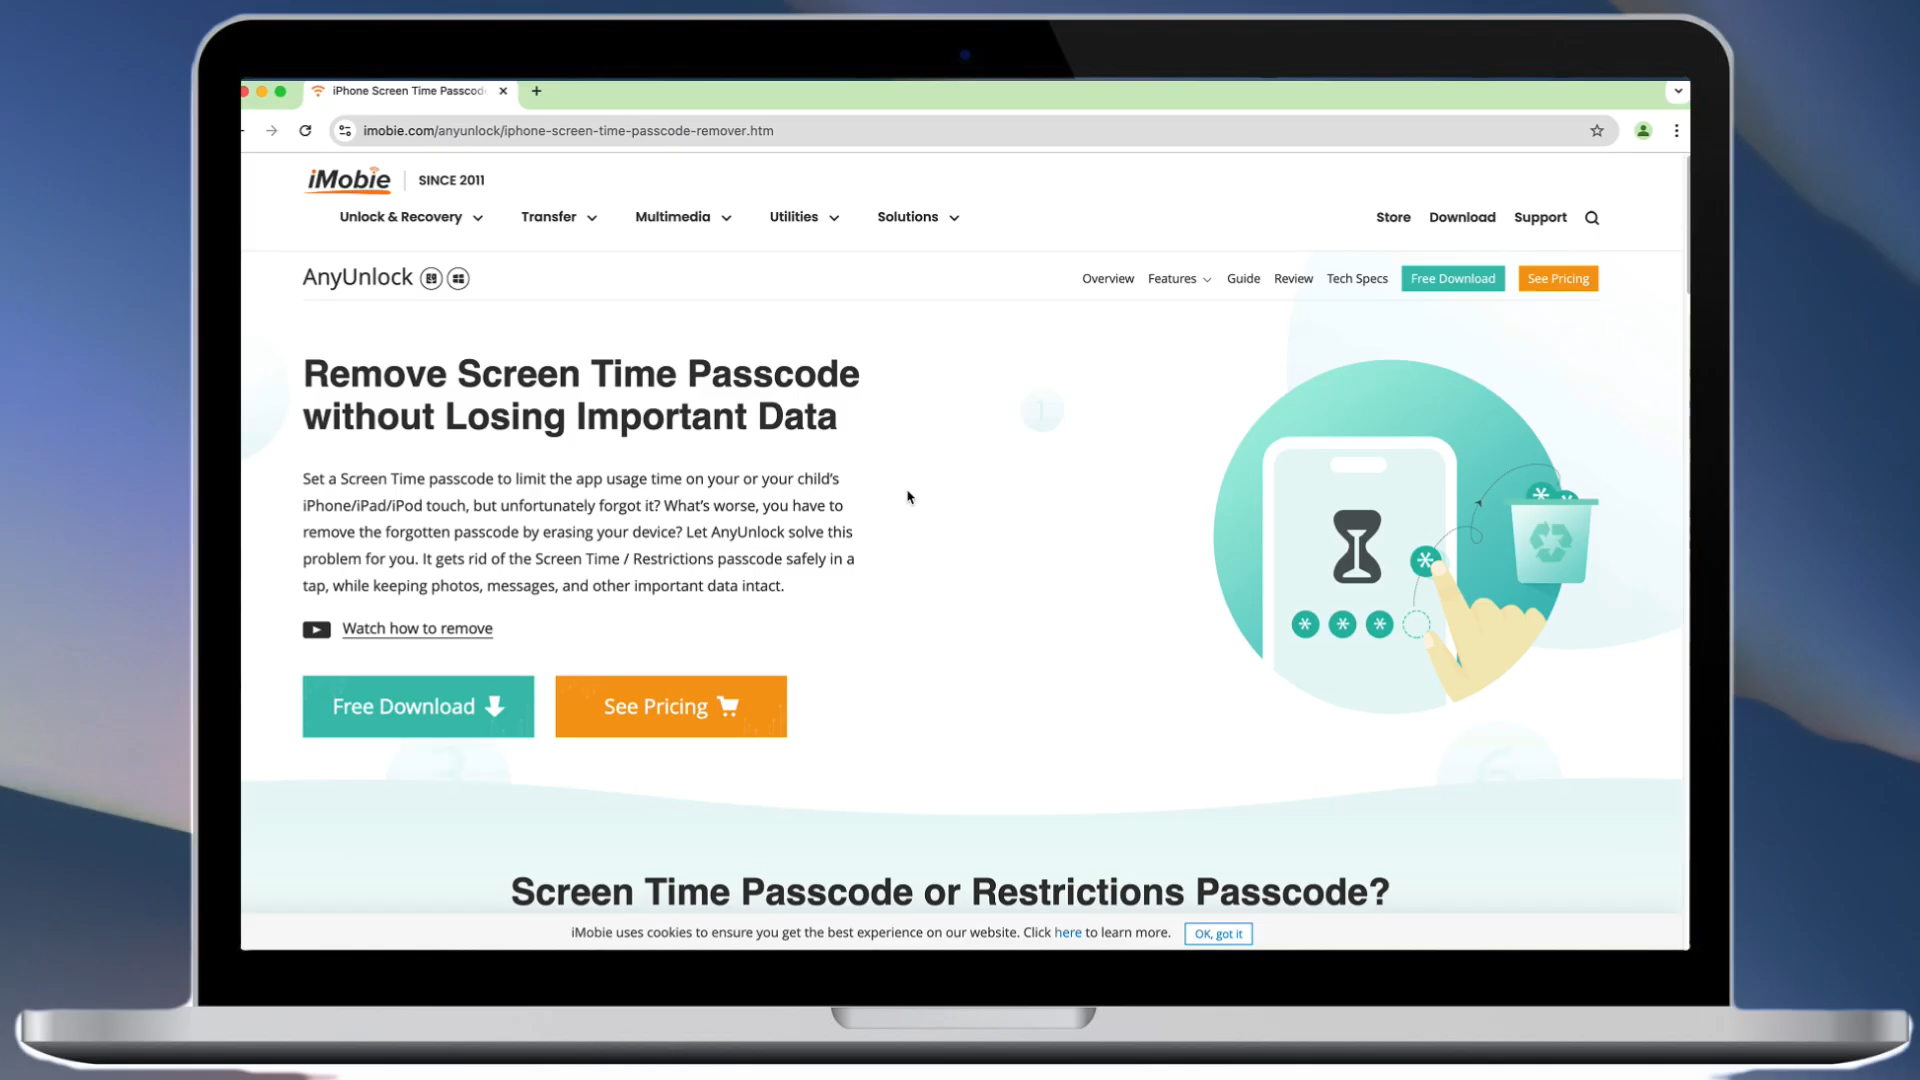 iPhone Screen Time Passcod
imobie.com/anyunlock/iphone-screen-time-passcode-remover.htm
iMobie SINCE 2011
Unlock & Recovery Transfer Multimedia Utilities Solutions Store Download Support
AnyUnlock Overview Features Guide Review Tech Specs Free Download See Pricing
Remove Screen Time Passcode
without Losing Important Data
1
Set a Screen Time passcode to limit the app usage time on your or your child's
iPhone/iPad/iPod touch, but unfortunately forgot it? What's worse, you have to
remove the forgotten passcode by erasing your device? Let AnyUnlock solve this
problem for you. It gets rid of the Screen Time / Restrictions passcode safely in a
tap, while keeping photos, messages, and other important data intact.
Watch how to remove
Free Download See Pricing
3 6
Screen Time Passcode or Restrictions Passcode?
iMobie uses cookies to ensure you get the best experience on our website. Click here to learn more. OK, got it